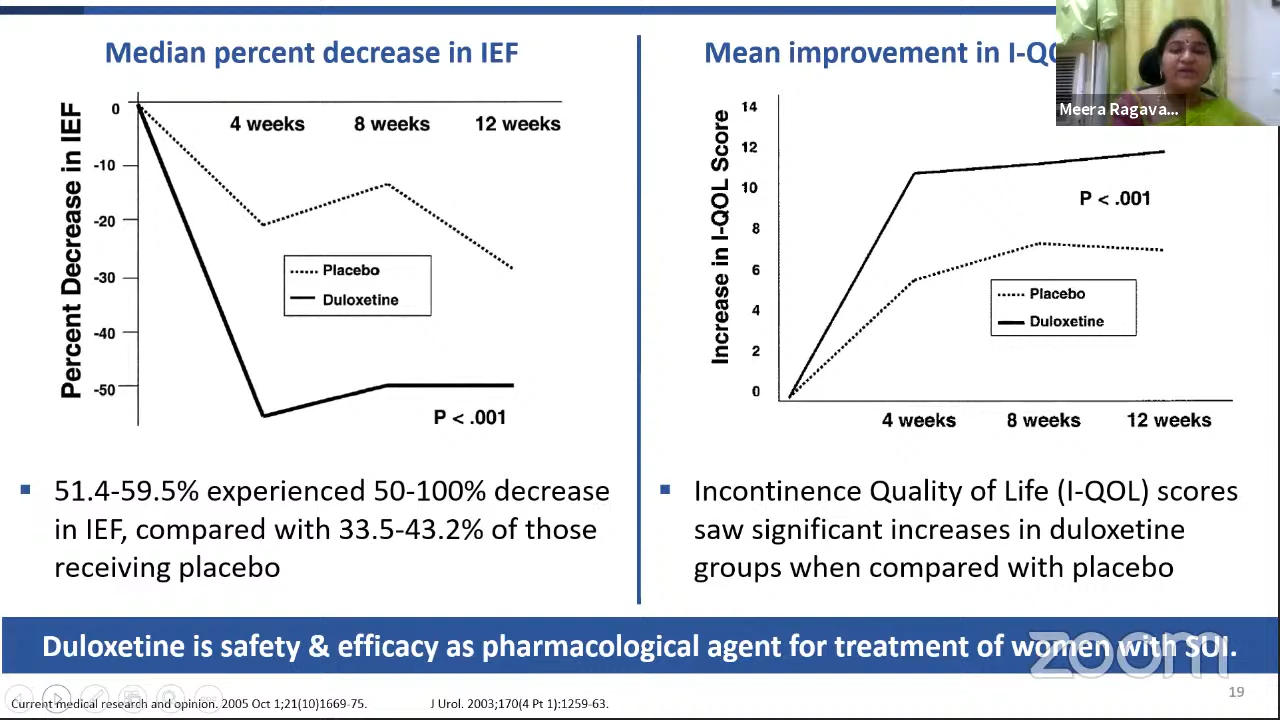 Median percent decrease in IEF
Percent Decrease in IEF
0
4 weeks 8 weeks 12 weeks
-10
-20
-30
-40
-50
Placebo
Duloxetine
P < .001
51.4-59.5% experienced 50-100% decrease
in IEF, compared with 33.5-43.2% of those
receiving placebo
Mean improvement in I-Q
Meera Ragava...
Increase in I-QOL Score
14
12
10
8
6
4
2
0
P < .001
Placebo
Duloxetine
4 weeks 8 weeks 12 weeks
Incontinence Quality of Life (I-QOL) scores
saw significant increases in duloxetine
groups when compared with placebo
Duloxetine is safety & efficacy as pharmacological agent for treatment of women with SUI.
zoom
19
Current medical research and opinion. 2005 Oct 1;21(10)1669-75. J Urol. 2003;170(4 Pt 1):1259-63.